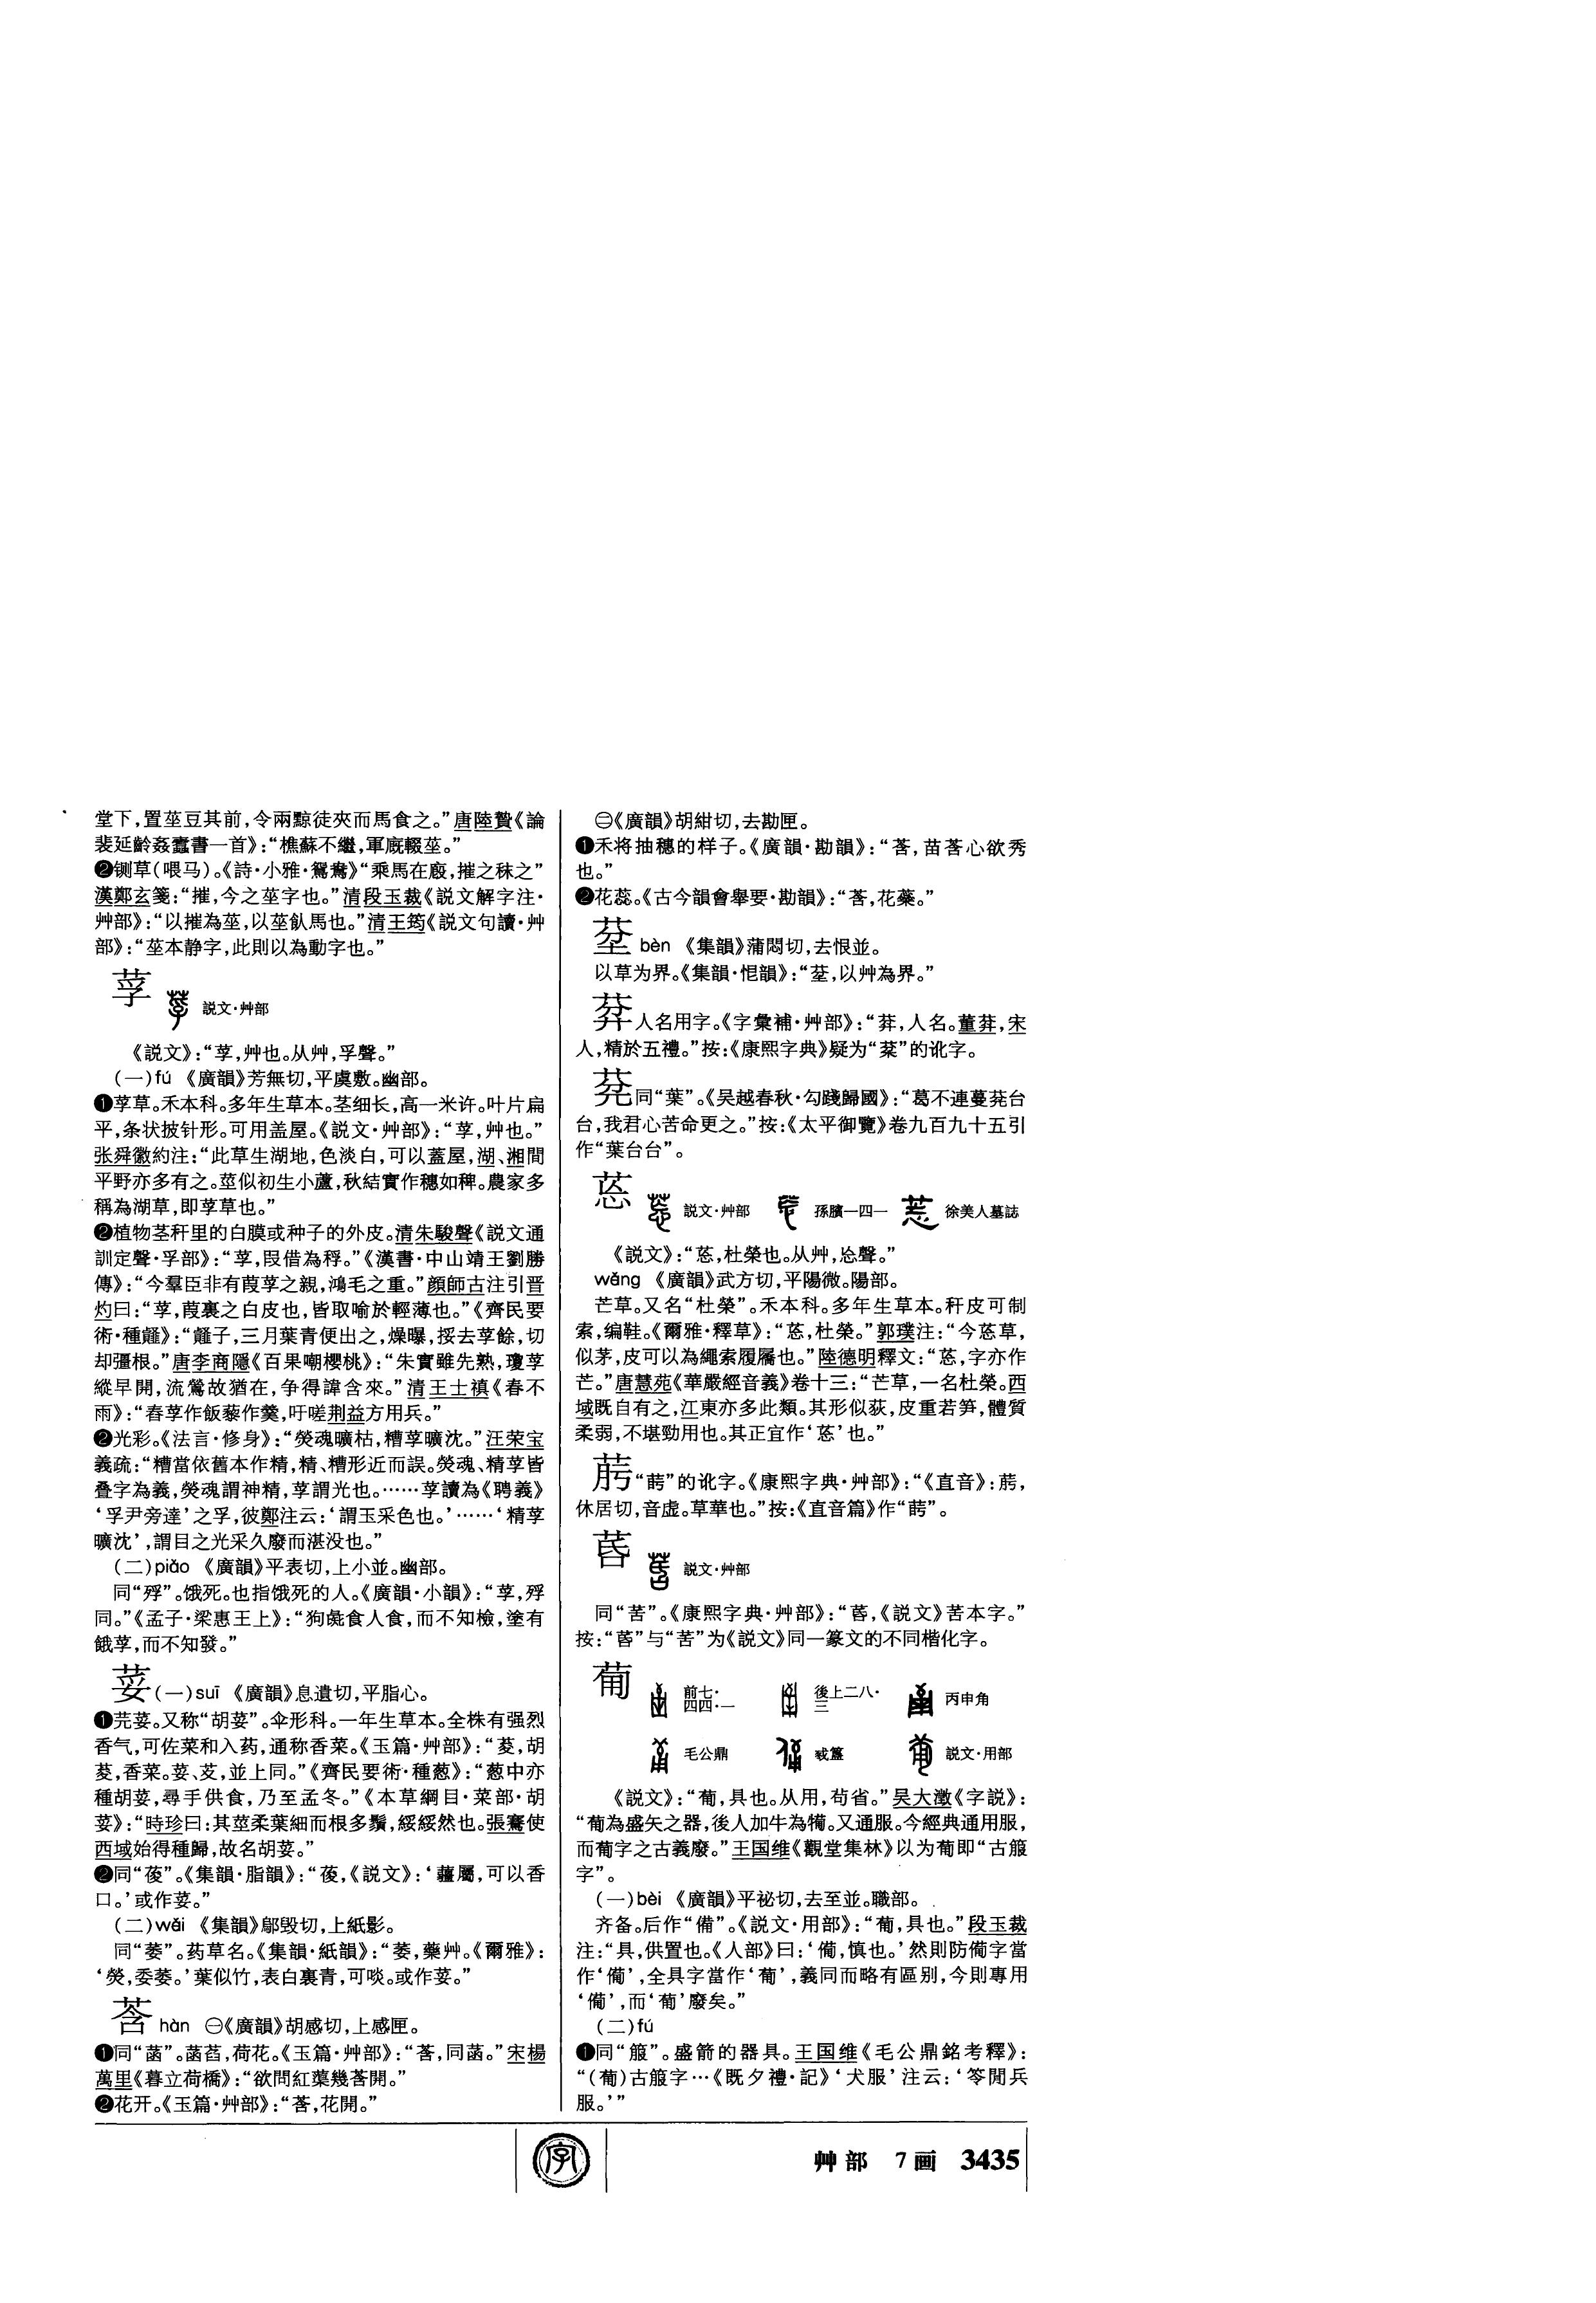 堂下，置莝豆其前，令兩黥徒夾而馬食之。”唐陸贄《論
裴延齡姦蠹書一首》：“樵蘇不繼，軍廐輟莝。”
❷铡草（喂马）。《詩·小雅·鴛鴦》“乘馬在廄，摧之秣之”
漢鄭玄箋：“摧，今之莝字也。”清段玉裁《説文解字注·
艸部》：“以摧為莝，以莝飤馬也。”清王筠《説文句讀·艸
部》：“莝本静字，此則以為動字也。”
莩 説文·艸部
《説文》：“莩，艸也。从艸，孚聲。”
（一）fú 《廣韻》芳無切，平虞敷。幽部。
❶莩草。禾本科。多年生草本。茎细长，高一米许。叶片扁
平，条状披针形。可用盖屋。《説文·艸部》：“莩，艸也。”
张舜徽約注：“此草生湖地，色淡白，可以蓋屋，湖、湘間
平野亦多有之。莖似初生小蘆，秋結實作穗如稗。農家多
稱為湖草，即莩草也。”
❷植物茎秆里的白膜或种子的外皮。清朱駿聲《説文通
訓定聲·孚部》：“莩，叚借為稃。”《漢書·中山靖王劉勝
傳》：“今羣臣非有葭莩之親，鴻毛之重。”顔師古注引晋
灼曰：“莩，葭裏之白皮也，皆取喻於輕薄也。”《齊民要
術·種䪥》：“䪥子，三月葉青便出之，燥曝，挼去莩餘，切
却彊根。”唐李商隱《百果嘲櫻桃》：“朱實雖先熟，瓊莩
縱早開，流鶯故猶在，争得諱含來。”清王士禛《春不
雨》：“舂莩作飯藜作羹，吁嗟荆益方用兵。”
❷光彩。《法言·修身》：“熒魂曠枯，糟莩曠沈。”汪荣宝
義疏：“糟當依舊本作精，精、糟形近而誤。熒魂、精莩皆
叠字為義，熒魂謂神精，莩謂光也。……莩讀為《聘義》
‘孚尹旁達’之孚，彼鄭注云：‘謂玉采色也。’……‘精莩
曠沈’，謂目之光采久廢而湛没也。”
（二）piǎo 《廣韻》平表切，上小並。幽部。
同“殍”。饿死。也指饿死的人。《廣韻·小韻》：“莩，殍
同。”《孟子·梁惠王上》：“狗彘食人食，而不知檢，塗有
餓莩，而不知發。”
荽（一）suī 《廣韻》息遺切，平脂心。
❶芫荽。又称“胡荽”。伞形科。一年生草本。全株有强烈
香气，可佐菜和入药，通称香菜。《玉篇·艸部》：“荾，胡
荾，香菜。荽、芕，並上同。”《齊民要術·種葱》：“葱中亦
種胡荽，尋手供食，乃至孟冬。”《本草綱目·菜部·胡
荽》：“時珍曰：其莖柔葉細而根多鬚，綏綏然也。張騫使
西域始得種歸，故名胡荽。”
❷同“葰”。《集韻·脂韻》：“葰，《説文》：‘薑屬，可以香
口。’或作荽。”
（二）wǎi 《集韻》鄔毁切，上紙影。
同“萎”。药草名。《集韻·紙韻》：“萎，藥艸。《爾雅》：
‘熒，委萎。’葉似竹，表白裏青，可啖。或作荽。”
莟 hàn ㊀《廣韻》胡感切，上感匣。
❶同“菡”。菡萏，荷花。《玉篇·艸部》：“莟，同菡。”宋楊
萬里《暮立荷橋》：“欲問紅蕖幾莟開。”
❷花开。《玉篇·艸部》：“莟，花開。”
㊁《廣韻》胡紺切，去勘匣。
❶禾将抽穗的样子。《廣韻·勘韻》：“莟，苗莟心欲秀
也。”
❷花蕊。《古今韻會舉要·勘韻》：“莟，花蘂。”
bèn 《集韻》蒲悶切，去恨並。
以草为界。《集韻·恨韻》：“，以艸為界。”
人名用字。《字彙補·艸部》：“，人名。董，宋
人，精於五禮。”按：《康熙字典》疑为“棻”的讹字。
同“葉”。《吴越春秋·勾踐歸國》：“葛不連蔓台
台，我君心苦命更之。”按：《太平御覽》卷九百九十五引
作“葉台台”。
莣 説文·艸部 孫臏一四一 徐美人墓誌
《説文》：“莣，杜榮也。从艸，忘聲。”
wǎng 《廣韻》武方切，平陽微。陽部。
芒草。又名“杜榮”。禾本科。多年生草本。秆皮可制
索，编鞋。《爾雅·釋草》：“莣，杜榮。”郭璞注：“今莣草，
似茅，皮可以為繩索履屩也。”陸德明釋文：“莣，字亦作
芒。”唐慧苑《華嚴經音義》卷十三：“芒草，一名杜榮。西
域既自有之，江東亦多此類。其形似荻，皮重若笋，體質
柔弱，不堪勁用也。其正宜作‘莣’也。”
“荂”的讹字。《康熙字典·艸部》：“《直音》：，
休居切，音虚。草華也。”按：《直音篇》作“荂”。
説文·艸部
同“苦”。《康熙字典·艸部》：“，《説文》苦本字。”
按：“”与“苦”为《説文》同一篆文的不同楷化字。
葡 前七·四四·一 後上二八·三 丙申角
毛公鼎 㦰簋 説文·用部
《説文》：“葡，具也。从用，苟省。”吴大澂《字説》：
“葡為盛矢之器，後人加牛為犕。又通服。今經典通用服，
而葡字之古義廢。”王国维《觀堂集林》以为葡即“古箙
字”。
（一）bèi 《廣韻》平祕切，去至並。職部。
齐备。后作“備”。《説文·用部》：“葡，具也。”段玉裁
注：“具，供置也。《人部》曰：‘僃，慎也。’然則防僃字當
作‘僃’，全具字當作‘葡’，義同而略有區别，今則專用
‘僃’，而‘葡’廢矣。”
（二）fú
❶同“箙”。盛箭的器具。王国维《毛公鼎銘考釋》：
“（葡）古箙字…《既夕禮·記》‘犬服’注云：‘笭閒兵
服。’”
字
艸部 7画 3435